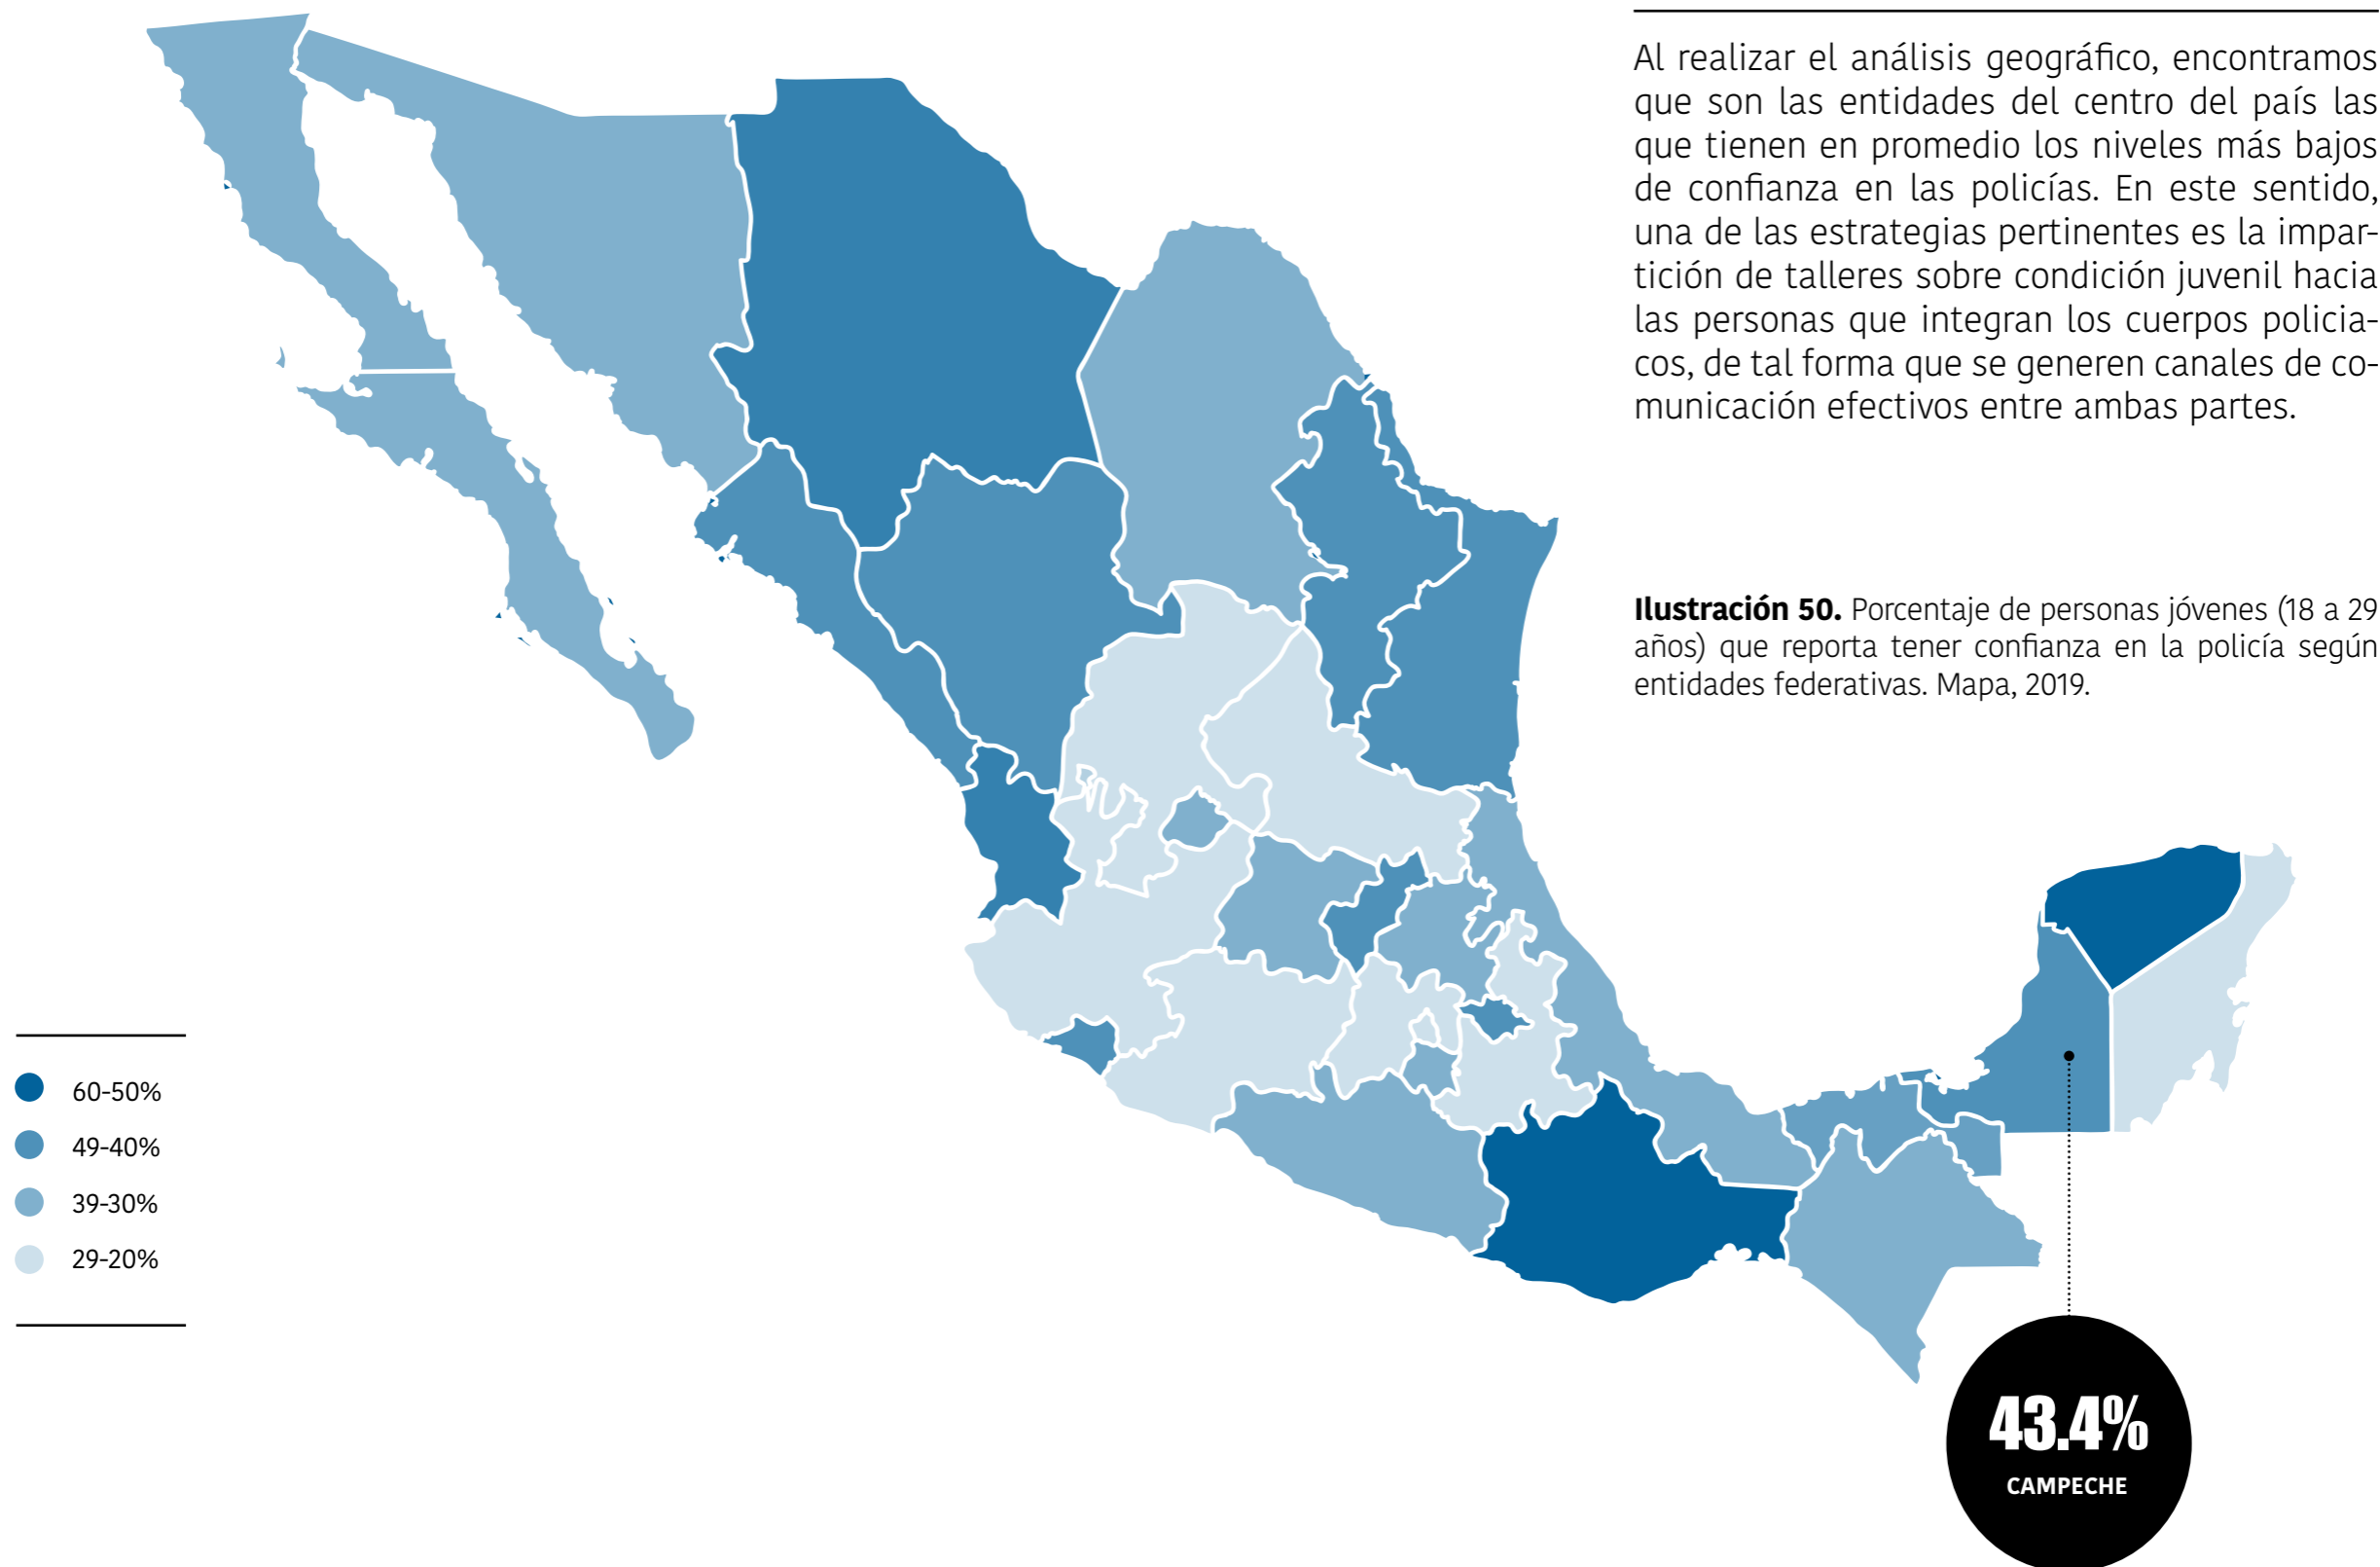 Al realizar el análisis geográfico, encontramos
que son las entidades del centro del país las
que tienen en promedio los niveles más bajos
de confianza en las policías. En este sentido,
una de las estrategias pertinentes es la impar-
tición de talleres sobre condición juvenil hacia
las personas que integran los cuerpos policia-
cos, de tal forma que se generen canales de co-
municación efectivos entre ambas partes.
Ilustración 50. Porcentaje de personas jóvenes (18 a 29
años) que reporta tener confianza en la policía según
entidades federativas. Mapa, 2019.
60-50%
49-40%
39-30%
29-20%
43.4%
CAMPECHE